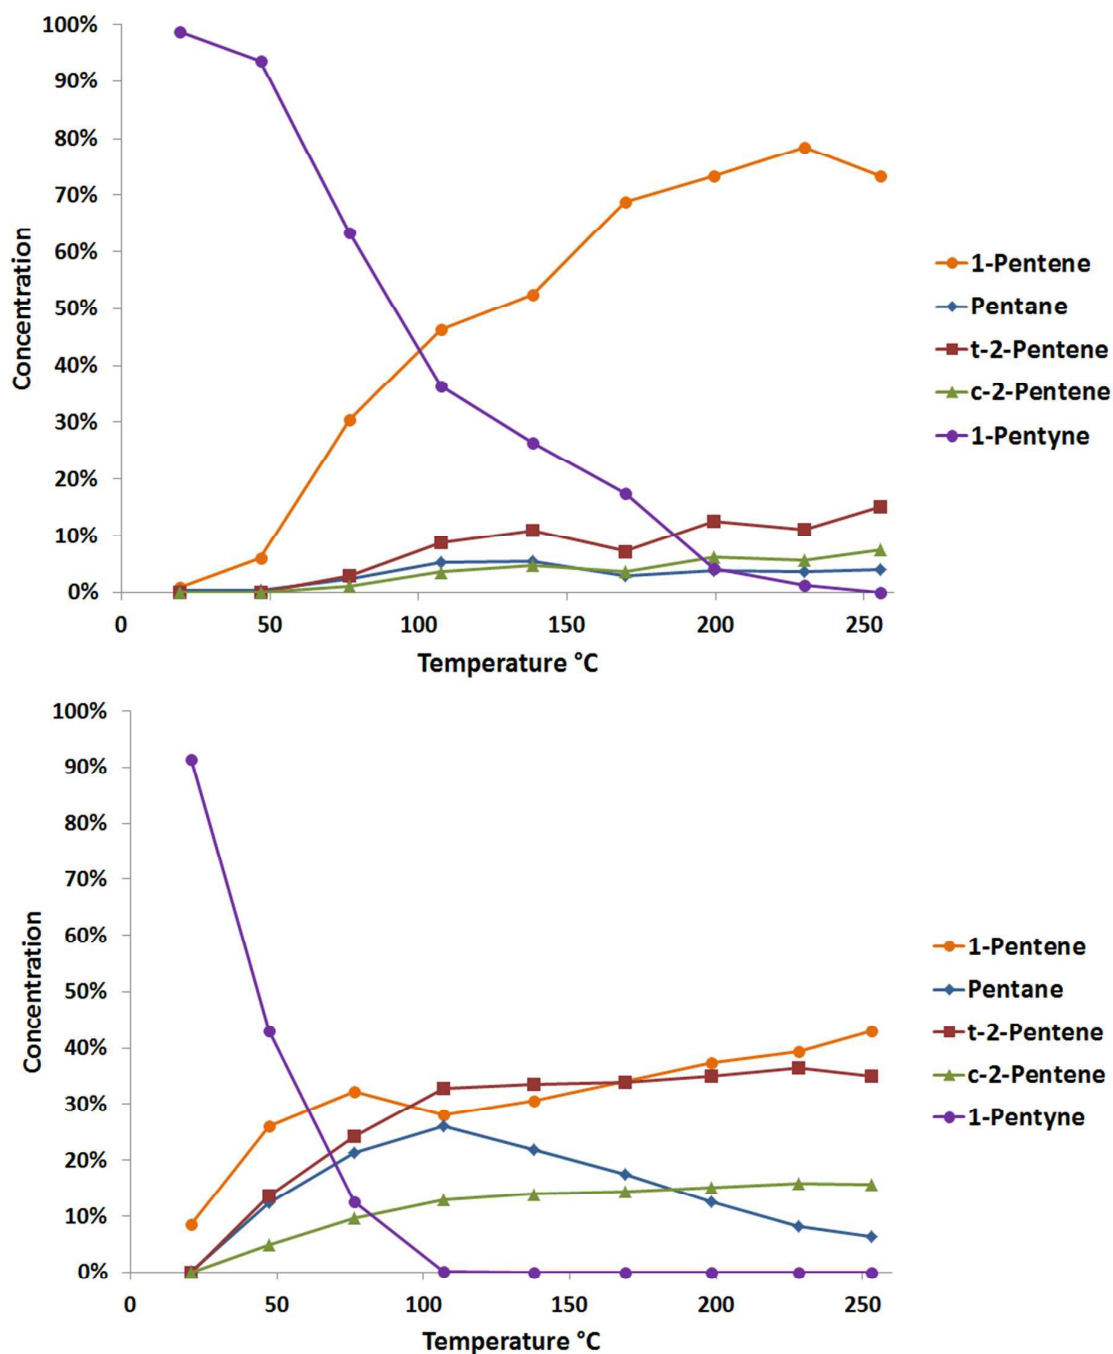 100%
90%
80%
70%
60%
50%
40%
30%
20%
10%
0%
Concentration
0 50 100 150 200 250
Temperature °C
1-Pentene
Pentane
t-2-Pentene
c-2-Pentene
1-Pentyne
100%
90%
80%
70%
60%
50%
40%
30%
20%
10%
0%
Concentration
0 50 100 150 200 250
Temperature °C
1-Pentene
Pentane
t-2-Pentene
c-2-Pentene
1-Pentyne